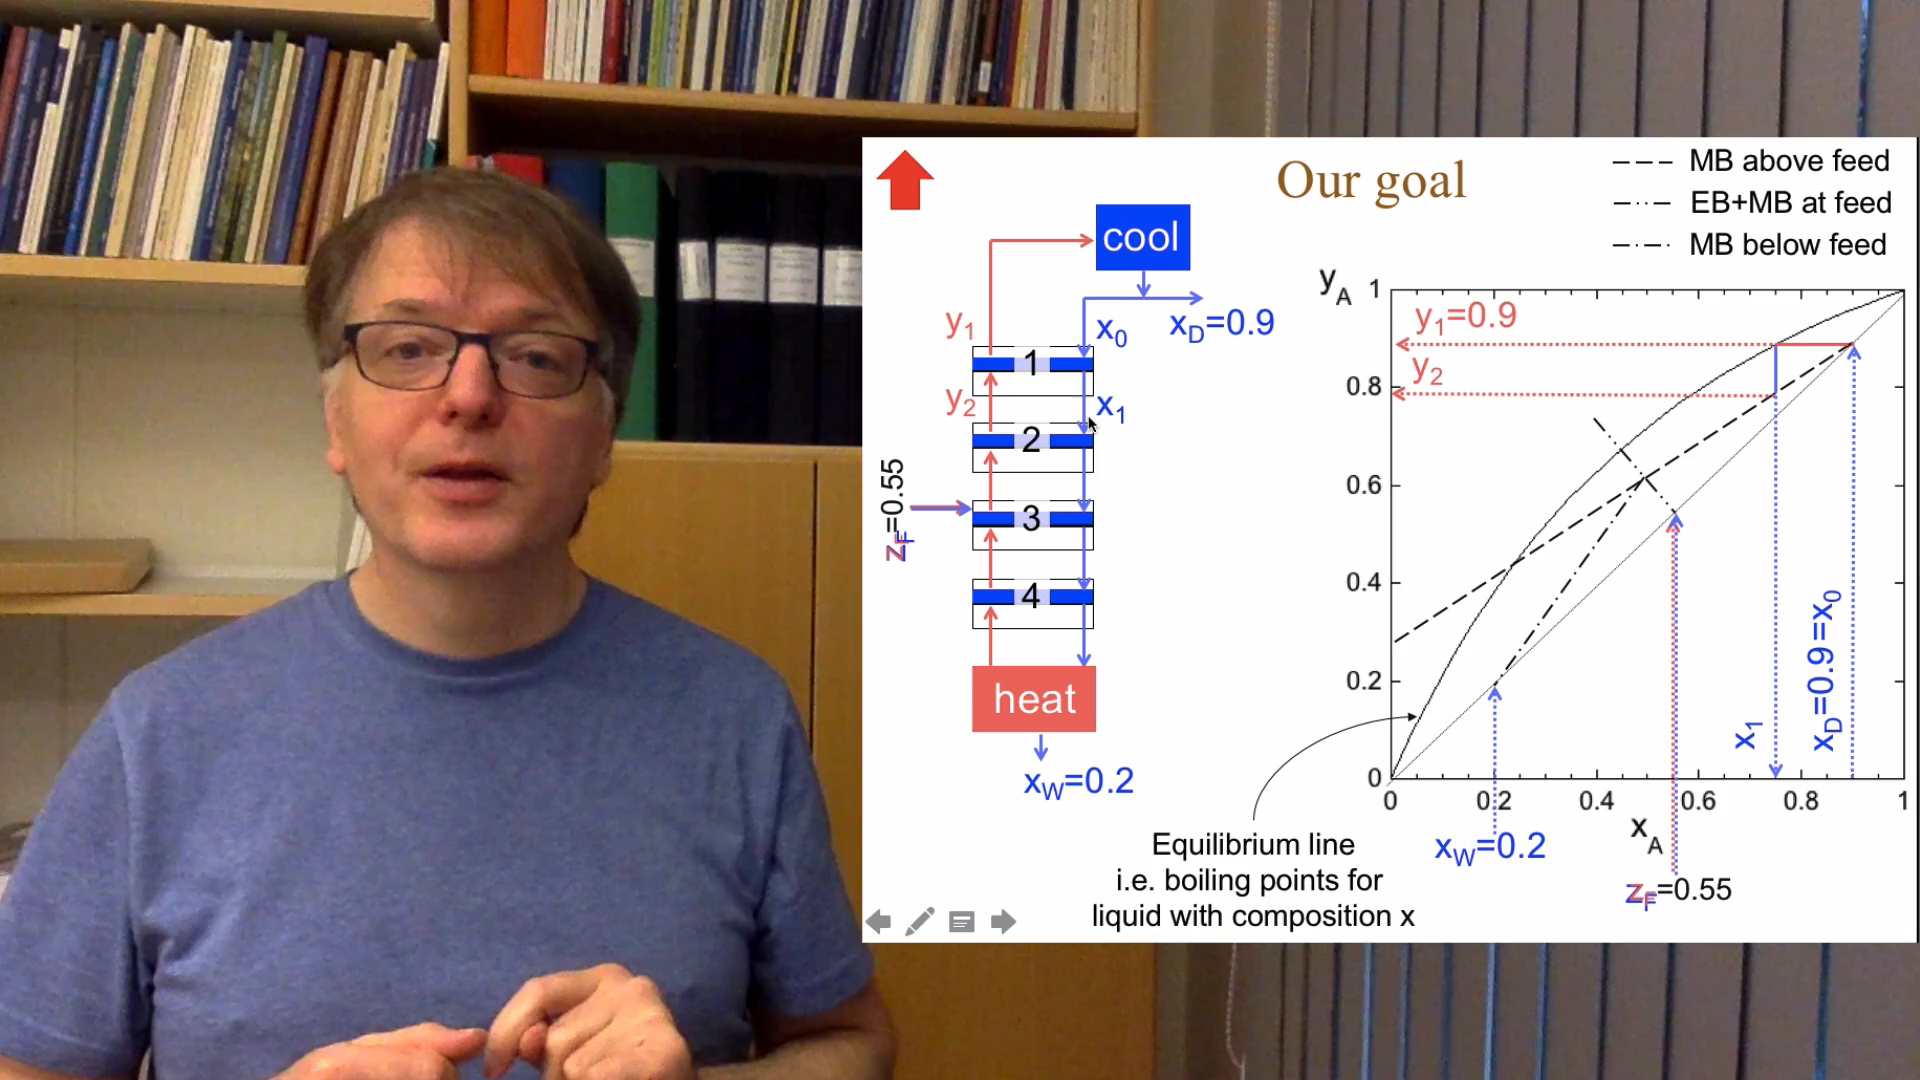 Our goal
MB above feed
EB+MB at feed
MB below feed
cool
y1
x0
xD=0.9
1
y2
x1
2
zF=0.55
3
4
heat
xW=0.2
yA
1
0.8
0.6
0.4
0.2
0
y1=0.9
y2
x1
xD=0.9=x0
0
0.2
0.4
0.6
0.8
1
xA
xW=0.2
zF=0.55
Equilibrium line
i.e. boiling points for
liquid with composition x